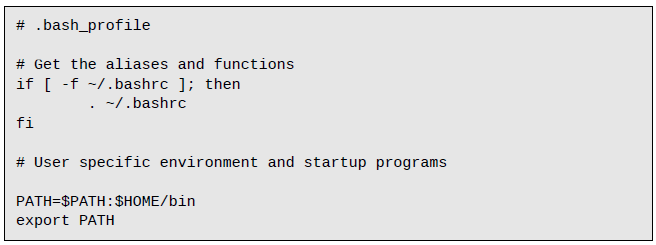 # .bash_profile
# Get the aliases and functions
if [ -f ~/.bashrc ]; then
        . ~/.bashrc
fi
# User specific environment and startup programs
PATH=$PATH:$HOME/bin
export PATH